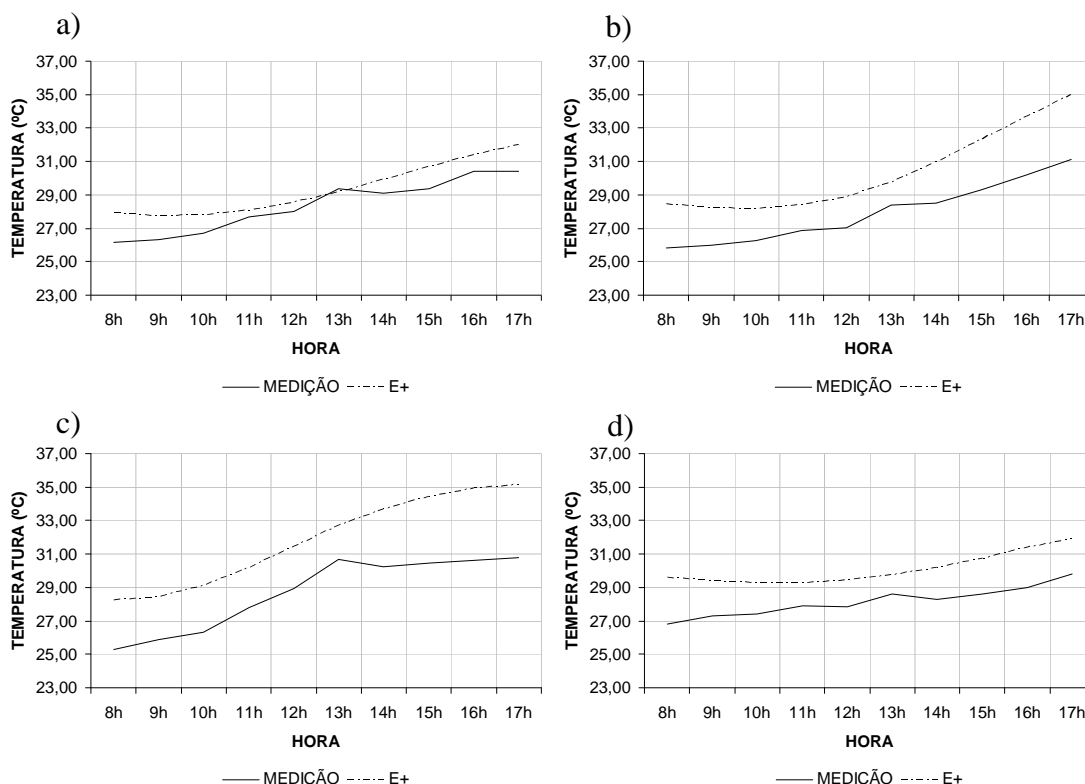 a)
37,00
35,00
33,00
31,00
29,00
27,00
25,00
23,00
TEMPERATURA (ºC)
8h 9h 10h 11h 12h 13h 14h 15h 16h 17h
HORA
MEDIÇÃO E+
b)
37,00
35,00
33,00
31,00
29,00
27,00
25,00
23,00
TEMPERATURA (ºC)
8h 9h 10h 11h 12h 13h 14h 15h 16h 17h
HORA
MEDIÇÃO E+
c)
37,00
35,00
33,00
31,00
29,00
27,00
25,00
23,00
TEMPERATURA (ºC)
8h 9h 10h 11h 12h 13h 14h 15h 16h 17h
HORA
MEDIÇÃO E+
d)
37,00
35,00
33,00
31,00
29,00
27,00
25,00
23,00
TEMPERATURA (ºC)
8h 9h 10h 11h 12h 13h 14h 15h 16h 17h
HORA
MEDIÇÃO E+